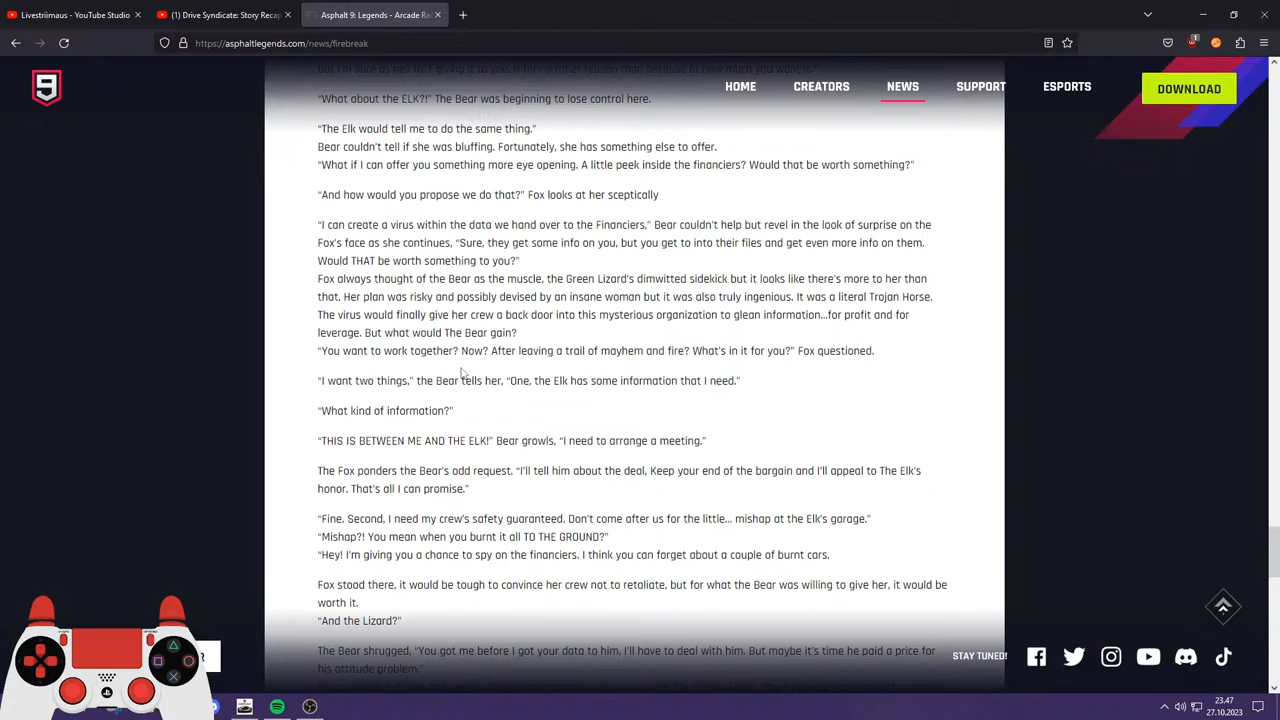 Livestriimaus - YouTube Studio
(1) Drive Syndicate: Story Recap
Asphalt 9: Legends - Arcade Rac
https://asphaltlegends.com/news/firebreak
1
9
HOME
CREATORS
NEWS
SUPPORT
ESPORTS
DOWNLOAD
“What about the ELK?!” The Bear was beginning to lose control here.
“The Elk would tell me to do the same thing.”
Bear couldn’t tell if she was bluffing. Fortunately, she has something else to offer.
“What if I can offer you something more eye opening. A little peek inside the financiers? Would that be worth something?”
“And how would you propose we do that?” Fox looks at her sceptically
“I can create a virus within the data we hand over to the Financiers,” Bear couldn’t help but revel in the look of surprise on the
Fox’s face as she continues, “Sure, they get some info on you, but you get to into their files and get even more info on them.
Would THAT be worth something to you?”
Fox always thought of the Bear as the muscle, the Green Lizard’s dimwitted sidekick but it looks like there’s more to her than
that. Her plan was risky and possibly devised by an insane woman but it was also truly ingenious. It was a literal Trojan Horse.
The virus would finally give her crew a back door into this mysterious organization to glean information...for profit and for
leverage. But what would The Bear gain?
“You want to work together? Now? After leaving a trail of mayhem and fire? What’s in it for you?” Fox questioned.
“I want two things,” the Bear tells her, “One, the Elk has some information that I need.”
“What kind of information?”
“THIS IS BETWEEN ME AND THE ELK!” Bear growls, “I need to arrange a meeting.”
The Fox ponders the Bear’s odd request. “I’ll tell him about the deal, Keep your end of the bargain and I’ll appeal to The Elk’s
honor. That’s all I can promise.”
“Fine. Second, I need my crew’s safety guaranteed. Don’t come after us for the little... mishap at the Elk’s garage.”
“Mishap?! You mean when you burnt it all TO THE GROUND?”
“Hey! I’m giving you a chance to spy on the financiers. I think you can forget about a couple of burnt cars.
Fox stood there, it would be tough to convince her crew not to retaliate, but for what the Bear was willing to give her, it would be
worth it.
“And the Lizard?”
The Bear shrugged, “You got me before I got your data to him. I’ll have to deal with him. But maybe it’s time he paid a price for
his attitude problem.”
STAY TUNED!
R
23.47
27.10.2023